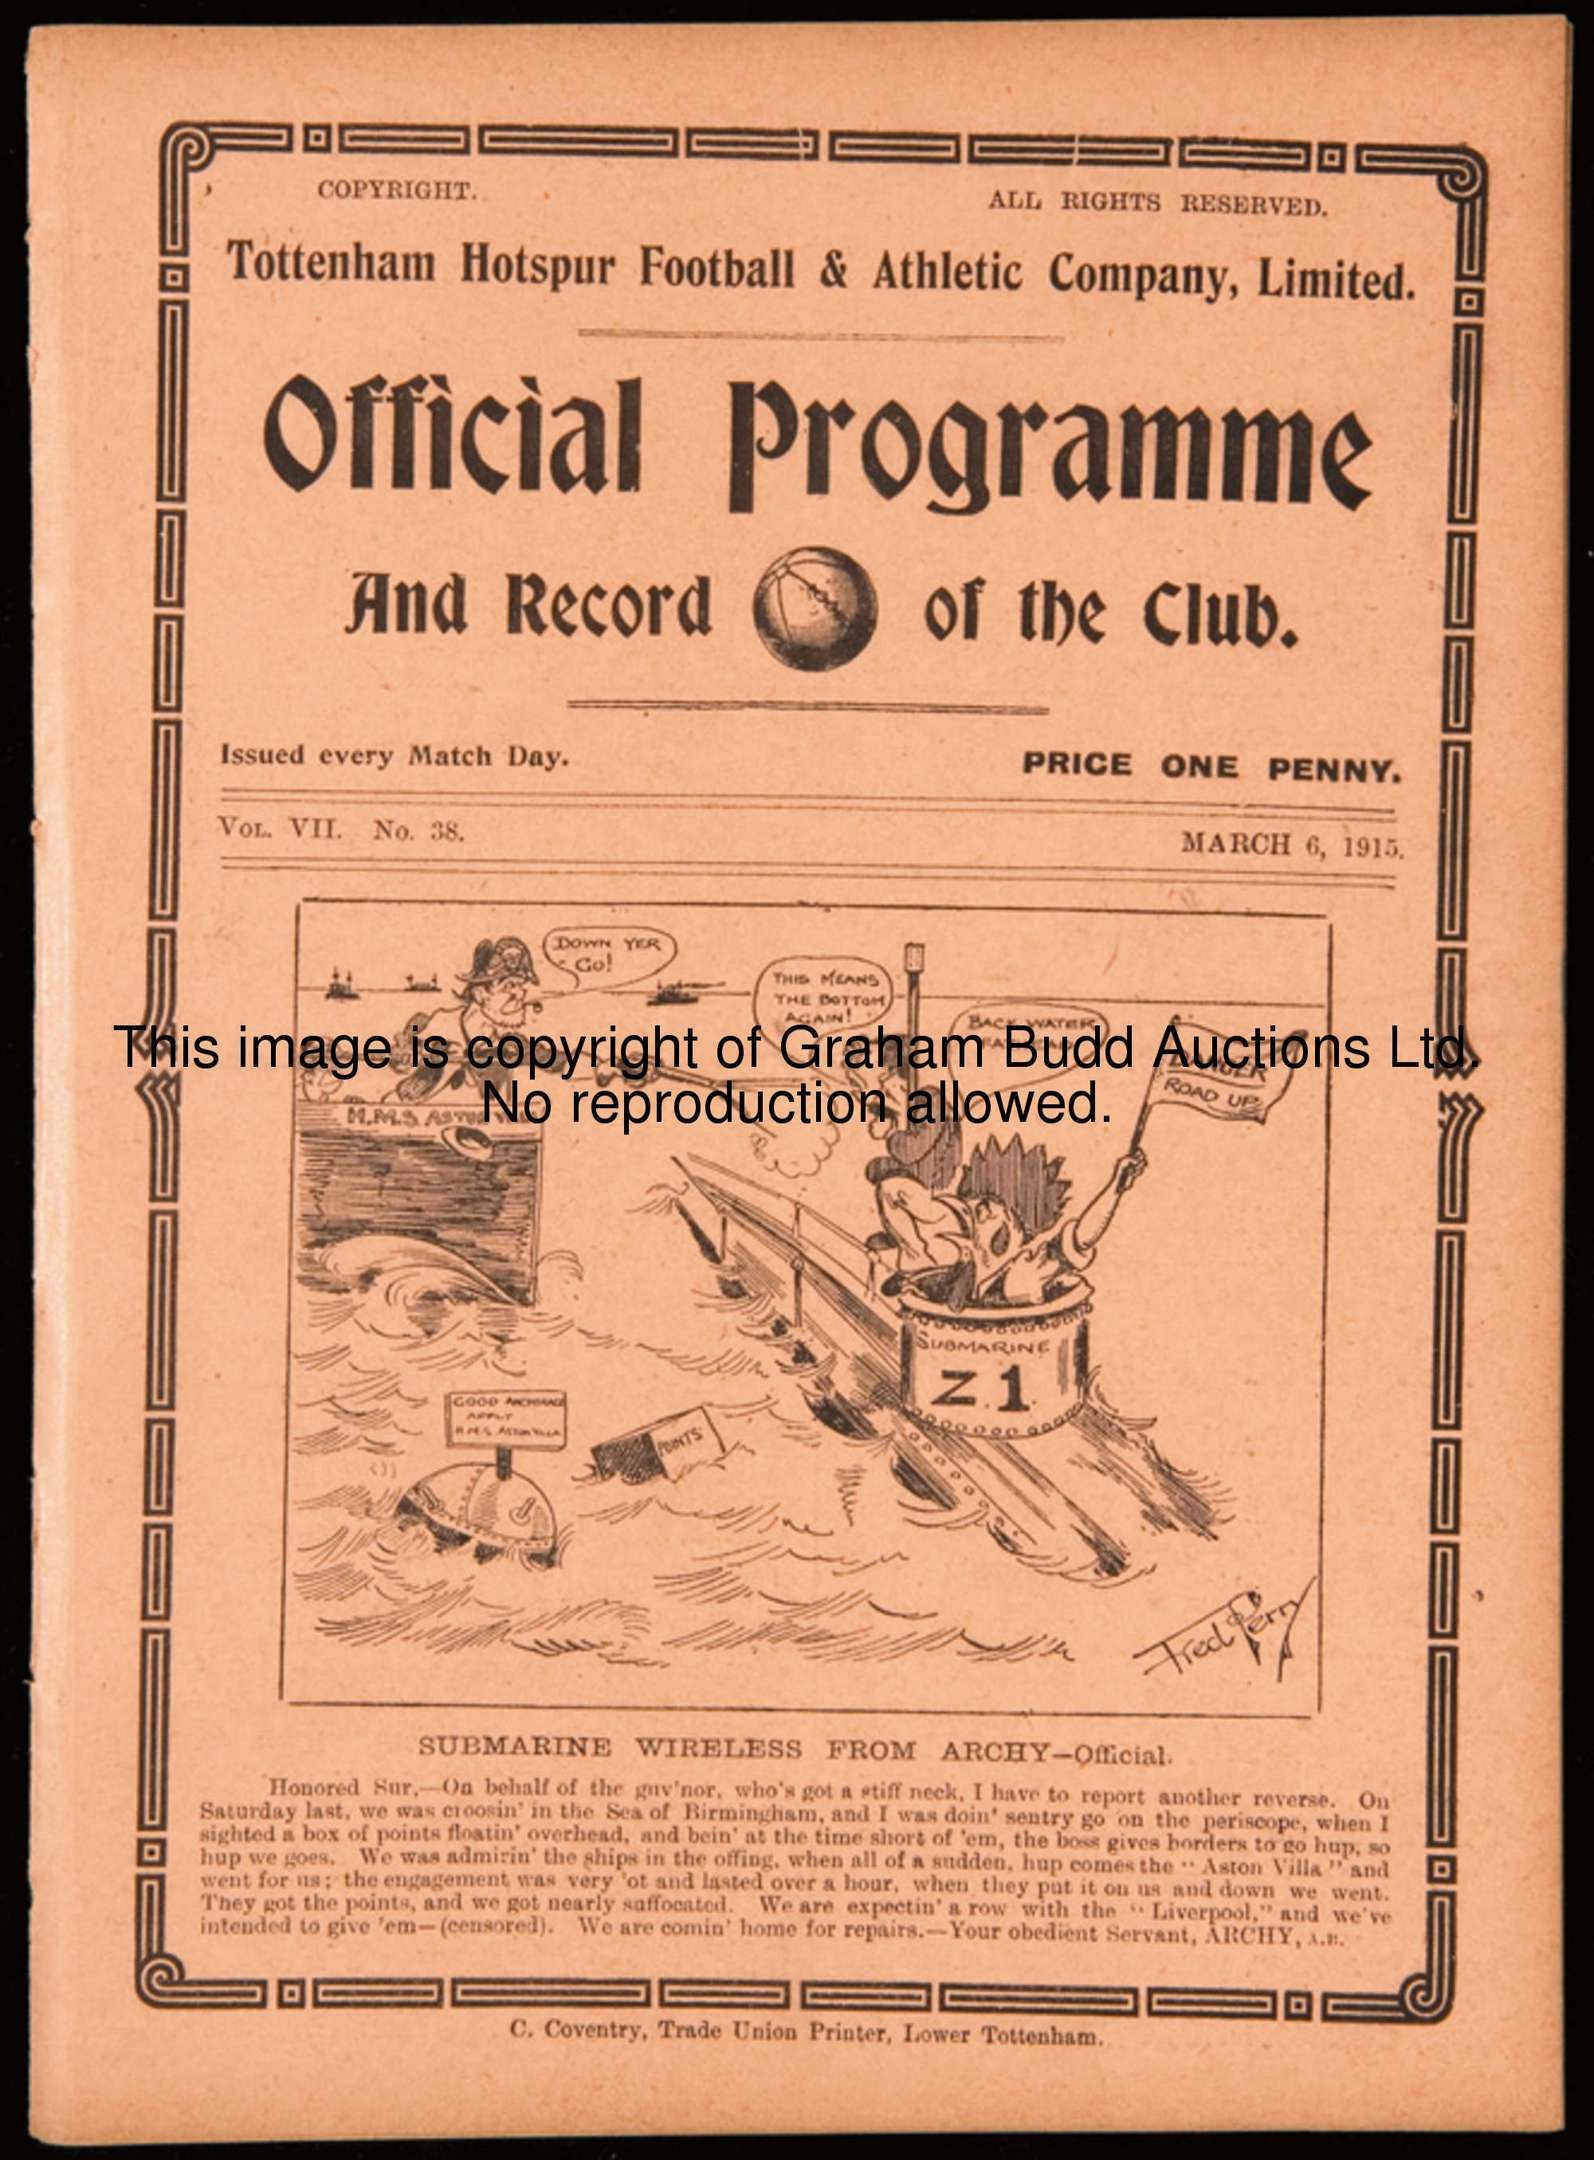 COPYRIGHT.
ALL RIGHTS RESERVED.
Tottenham Hotspur Football & Athletic Company, Limited.
Official Programme
And Record of the Club.
Issued every Match Day.
PRICE ONE PENNY.
VOL. VII. No. 38.
MARCH 6, 1915.
DOWN YER
GO!
THIS MEANS
THE BOTTOM
AGAIN!
BACK WATER
ROAD UP
This image is copyright of Graham Budd Auctions Ltd.
No reproduction allowed.
H.M.S. ASTON
SUBMARINE
Z.1.
GOOD ANCHORAGE
APPLY
H.M.S. ASTON VILLA
POINTS
Fred Perry
SUBMARINE WIRELESS FROM ARCHY—Official.
Honored Sur,—On behalf of the guv'nor, who's got a stiff neck, I have to report another reverse. On
Saturday last, we was croosin' in the Sea of Birmingham, and I was doin' sentry go on the periscope, when I
sighted a box of points floatin' overhead, and bein' at the time short of 'em, the boss gives borders to go hup, so
hup we goes. We was admirin' the ships in the offing, when all of a sudden, hup comes the "Aston Villa" and
went for us; the engagement was very 'ot and lasted over a hour, when they put it on us and down we went.
They got the points, and we got nearly suffocated. We are expectin' a row with the "Liverpool," and we've
intended to give 'em—(censored). We are comin' home for repairs.—Your obedient Servant, ARCHY, A.B.
C. Coventry, Trade Union Printer, Lower Tottenham.